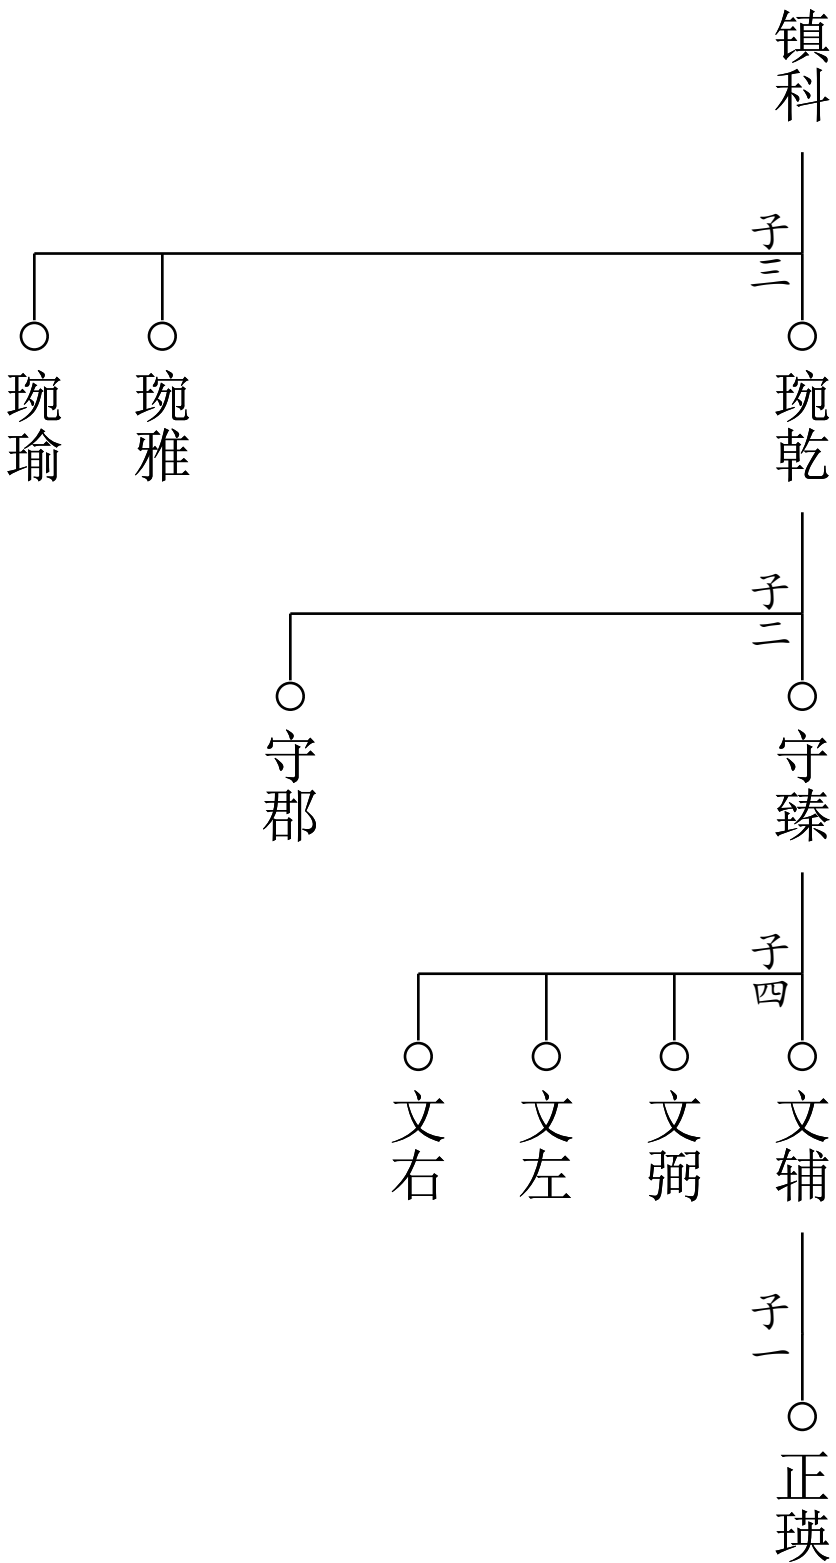 镇科
子三
琬乾
琬雅
琬瑜
子二
守臻
守郡
子四
文辅
文弼
文左
文右
子一
正瑛